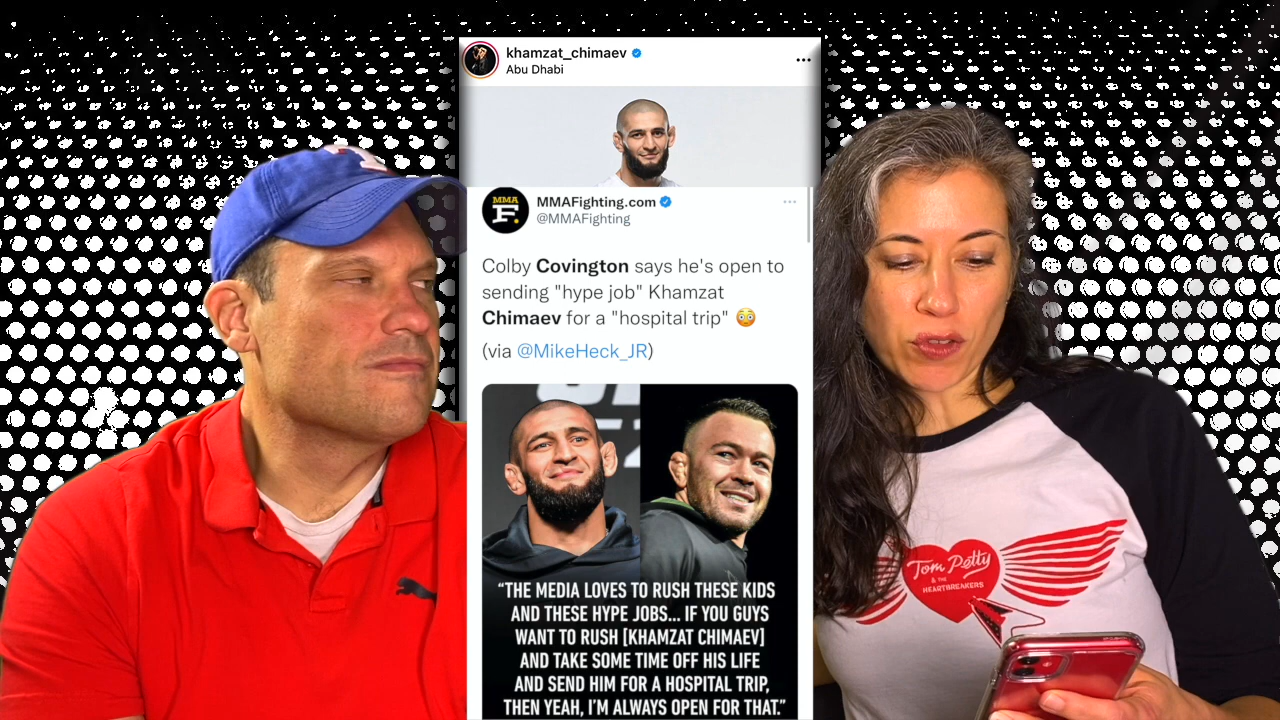 khamzat_chimaev
Abu Dhabi
MMA
F.
MMAFighting.com
@MMAFighting
Colby Covington says he's open to
sending "hype job" Khamzat
Chimaev for a "hospital trip" 😳
(via @MikeHeck_JR)
“THE MEDIA LOVES TO RUSH THESE KIDS
AND THESE HYPE JOBS... IF YOU GUYS
WANT TO RUSH [KHAMZAT CHIMAEV]
AND TAKE SOME TIME OFF HIS LIFE
AND SEND HIM FOR A HOSPITAL TRIP,
THEN YEAH, I’M ALWAYS OPEN FOR THAT.”
Tom Petty
& THE
HEARTBREAKERS